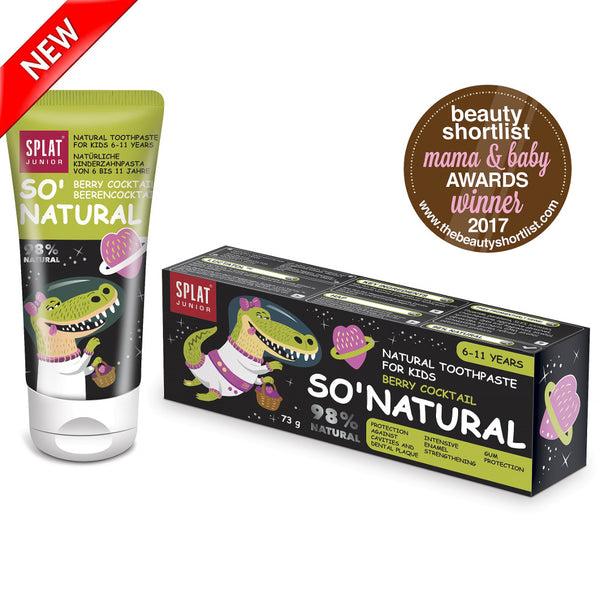 NEW
SPLAT
JUNIOR
NATURAL TOOTHPASTE
FOR KIDS 6-11 YEARS
NATÜRLICHE
KINDERZAHNPASTA
VON 6 BIS 11 JAHRE
SO'
NATURAL
BERRY COCKTAIL
BEERENCOCKTAIL
98%
NATURAL
beauty
shortlist
mama & baby
AWARDS
winner
2017
www.thebeautyshortlist.com
KEY INGREDIENTS
SPLAT
JUNIOR
6-11 YEARS
NATURAL TOOTHPASTE
FOR KIDS
BERRY COCKTAIL
SO'NATURAL
73 g
98%
NATURAL
PROTECTION
AGAINST
CAVITIES AND
DENTAL PLAQUE
INTENSIVE
ENAMEL
STRENGTHENING
GUM
PROTECTION